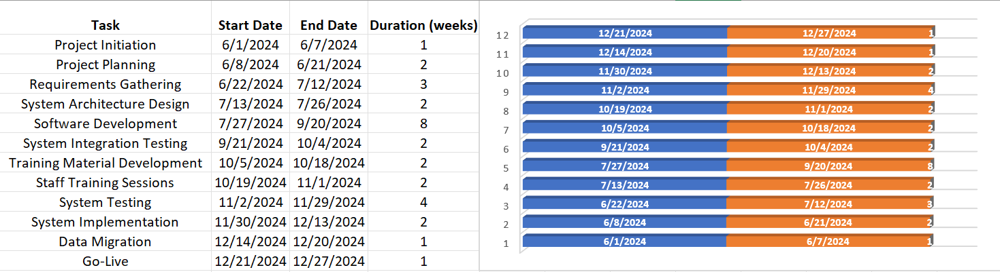 Task Start Date End Date Duration (weeks)
Project Initiation 6/1/2024 6/7/2024 1
Project Planning 6/8/2024 6/21/2024 2
Requirements Gathering 6/22/2024 7/12/2024 3
System Architecture Design 7/13/2024 7/26/2024 2
Software Development 7/27/2024 9/20/2024 8
System Integration Testing 9/21/2024 10/4/2024 2
Training Material Development 10/5/2024 10/18/2024 2
Staff Training Sessions 10/19/2024 11/1/2024 2
System Testing 11/2/2024 11/29/2024 4
System Implementation 11/30/2024 12/13/2024 2
Data Migration 12/14/2024 12/20/2024 1
Go-Live 12/21/2024 12/27/2024 1
12 12/21/2024 12/27/2024 1
11 12/14/2024 12/20/2024 1
10 11/30/2024 12/13/2024 2
9 11/2/2024 11/29/2024 4
8 10/19/2024 11/1/2024 2
7 10/5/2024 10/18/2024 2
6 9/21/2024 10/4/2024 2
5 7/27/2024 9/20/2024 8
4 7/13/2024 7/26/2024 2
3 6/22/2024 7/12/2024 3
2 6/8/2024 6/21/2024 2
1 6/1/2024 6/7/2024 1